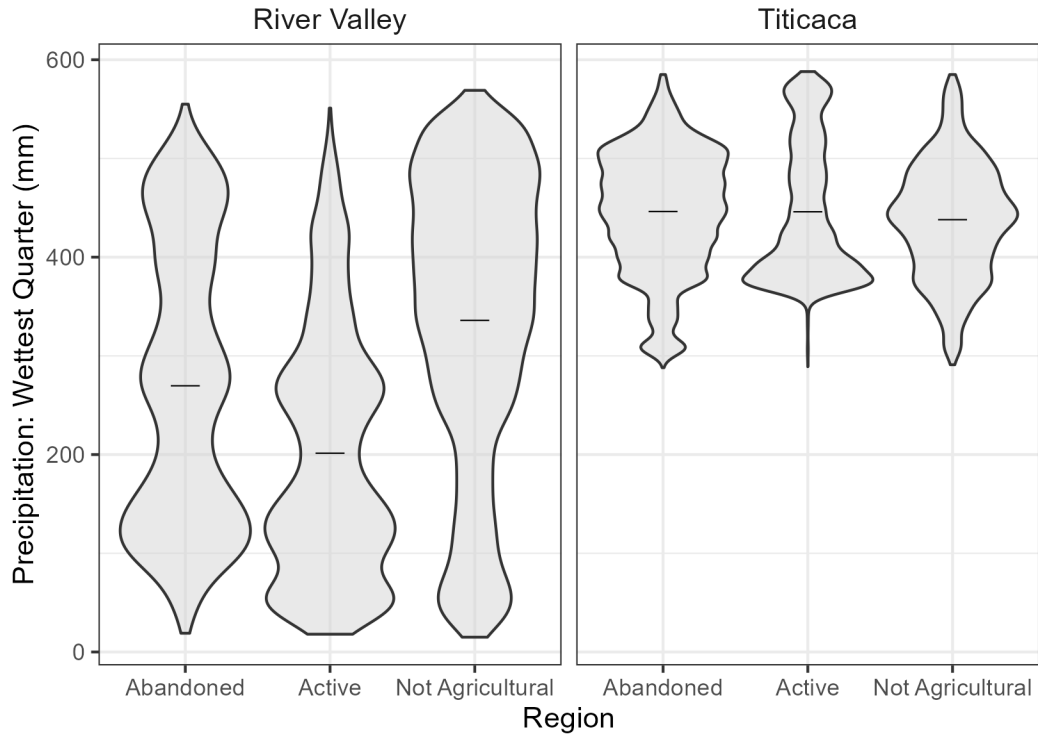 River Valley
Titicaca
Precipitation: Wettest Quarter (mm)
600
400
200
0
Abandoned
Active
Not Agricultural
Abandoned
Active
Not Agricultural
Region